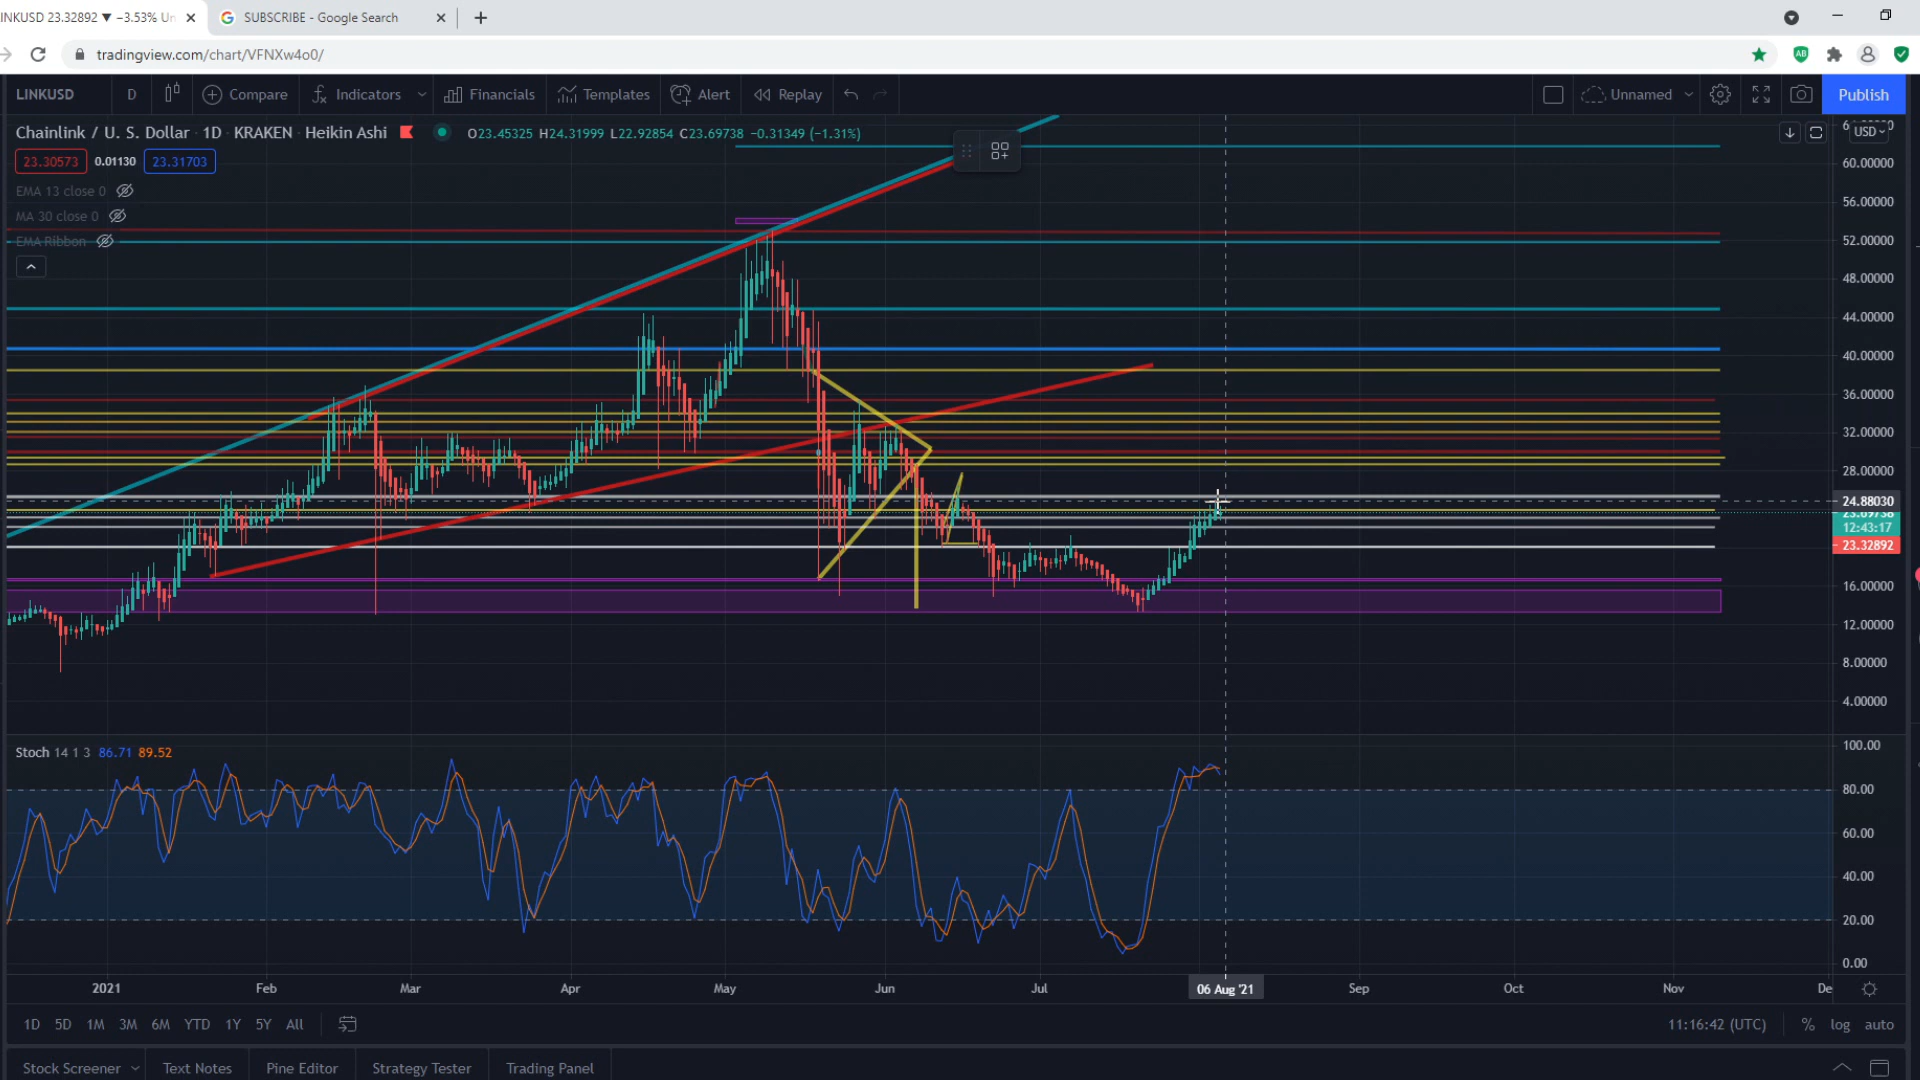 INKUSD 23.32892 ▼ −3.53% Un
SUBSCRIBE - Google Search
tradingview.com/chart/VFNXw4o0/
LINKUSD D Compare Indicators Financials Templates Alert Replay Unnamed Publish
Chainlink / U. S. Dollar · 1D · KRAKEN · Heikin Ashi O23.45325 H24.31999 L22.92854 C23.69738 −0.31349 (−1.31%)
USD
23.30573 0.01130 23.31703
EMA 13 close 0
MA 30 close 0
EMA Ribbon
60.00000
56.00000
52.00000
48.00000
44.00000
40.00000
36.00000
32.00000
28.00000
24.88030
23.69738
12:43:17
23.32892
16.00000
12.00000
8.00000
4.00000
Stoch 14 1 3 86.71 89.52
100.00
80.00
60.00
40.00
20.00
0.00
2021 Feb Mar Apr May Jun Jul 06 Aug '21 Sep Oct Nov De
1D 5D 1M 3M 6M YTD 1Y 5Y All 11:16:42 (UTC) % log auto
Stock Screener Text Notes Pine Editor Strategy Tester Trading Panel